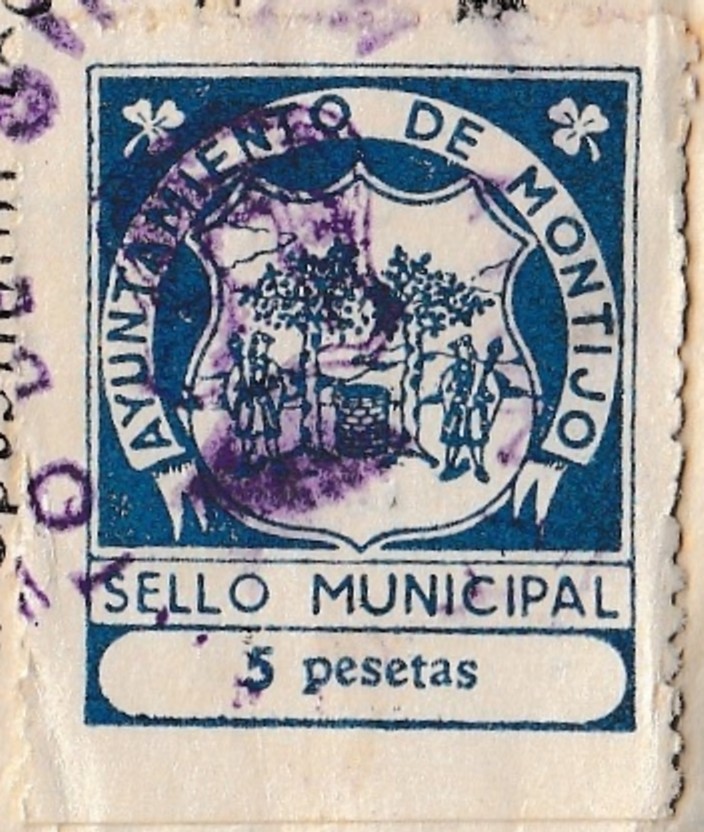 AYUNTAMIENTO DE MONTIJO
SELLO MUNICIPAL
5 pesetas